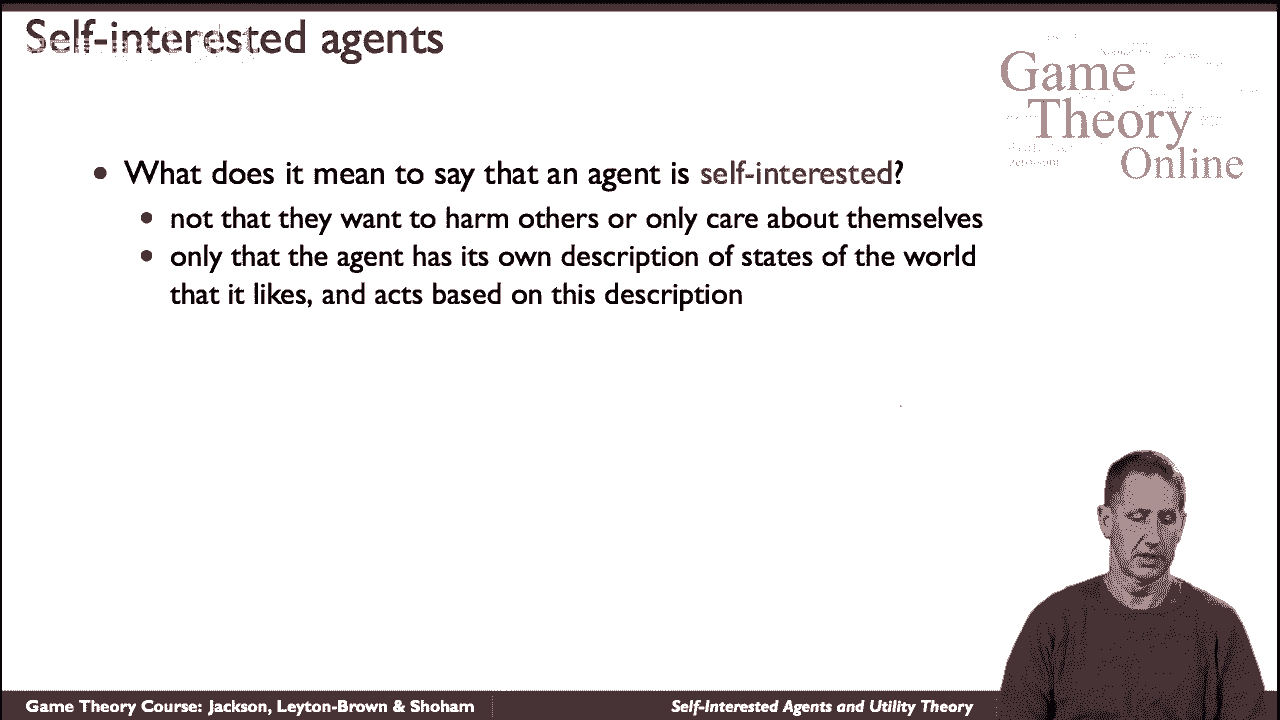 Self-interested agents
Game
Theory
Online
• What does it mean to say that an agent is self-interested?
• not that they want to harm others or only care about themselves
• only that the agent has its own description of states of the world
that it likes, and acts based on this description
Game Theory Course: Jackson, Leyton-Brown & Shoham
Self-Interested Agents and Utility Theory